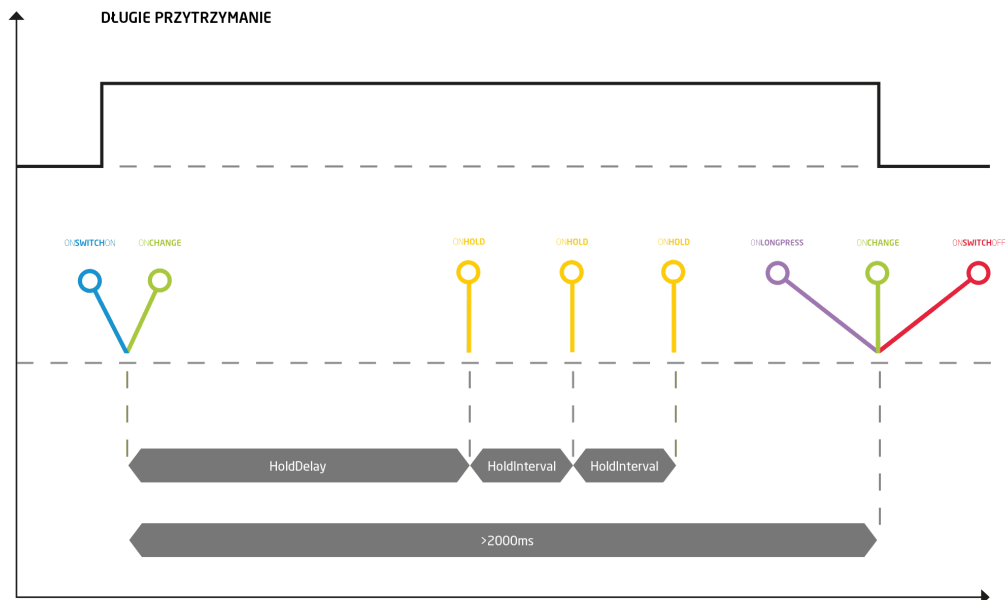 DŁUGIE PRZYTRZYMANIE
ONSWITCHON
ONCHANGE
ONHOLD
ONHOLD
ONHOLD
ONLONGPRESS
ONCHANGE
ONSWITCHOFF
HoldDelay
HoldInterval
HoldInterval
>2000ms